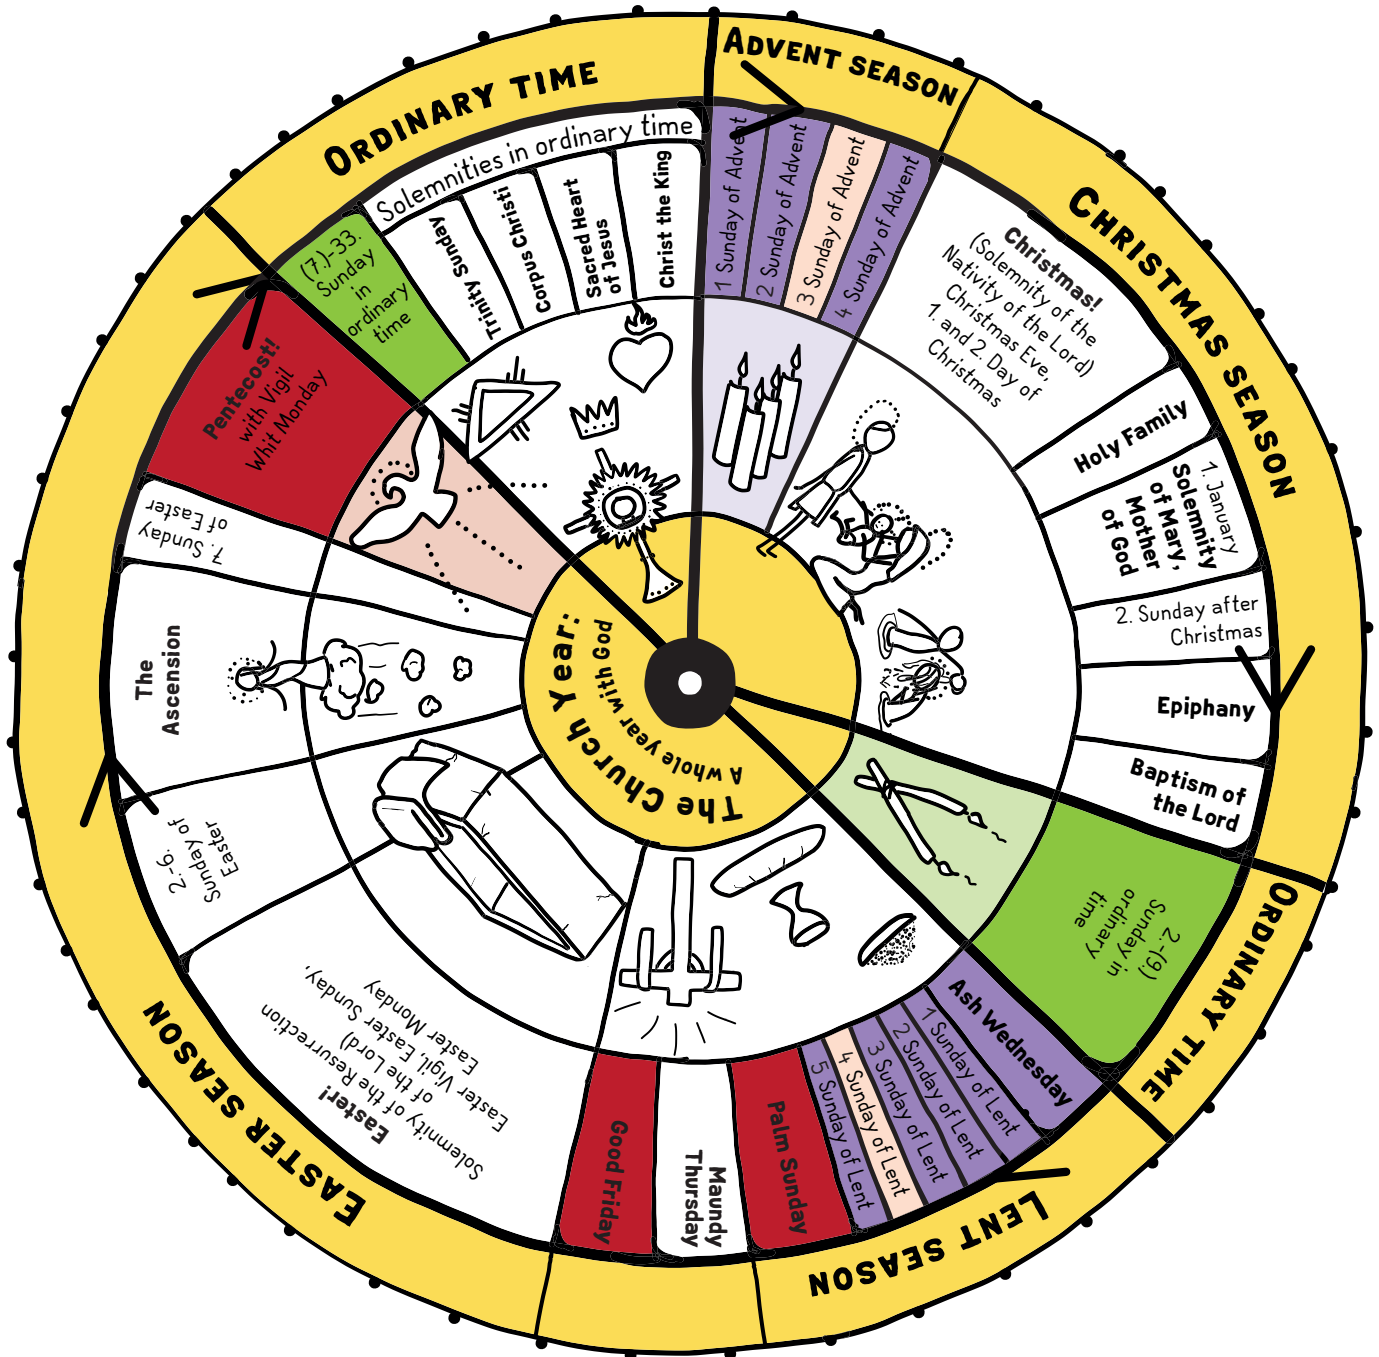 The Church Year:
A whole year with God
ADVENT SEASON
1 Sunday of Advent
2 Sunday of Advent
3 Sunday of Advent
4 Sunday of Advent
CHRISTMAS SEASON
Christmas!
(Solemnity of the
Nativity of the Lord)
Christmas Eve,
1. and 2. Day of
Christmas
Holy Family
1. January
Solemnity
of Mary,
Mother
of God
2. Sunday after
Christmas
Epiphany
Baptism of
the Lord
ORDINARY TIME
2.-(9.)
Sunday in
ordinary
time
LENT SEASON
Ash Wednesday
1 Sunday of Lent
2 Sunday of Lent
3 Sunday of Lent
4 Sunday of Lent
5 Sunday of Lent
Palm Sunday
Maundy
Thursday
Good Friday
EASTER SEASON
Easter!
Solemnity of the Resurrection
of the Lord)
Easter Vigil, Easter Sunday,
Easter Monday
2.-6.
Sunday of
Easter
The
Ascension
7. Sunday
of Easter
Pentecost!
with Vigil
Whit Monday
ORDINARY TIME
(7.)-33.
Sunday
in
ordinary
time
Solemnities in ordinary time
Trinity Sunday
Corpus Christi
Sacred Heart
of Jesus
Christ the King